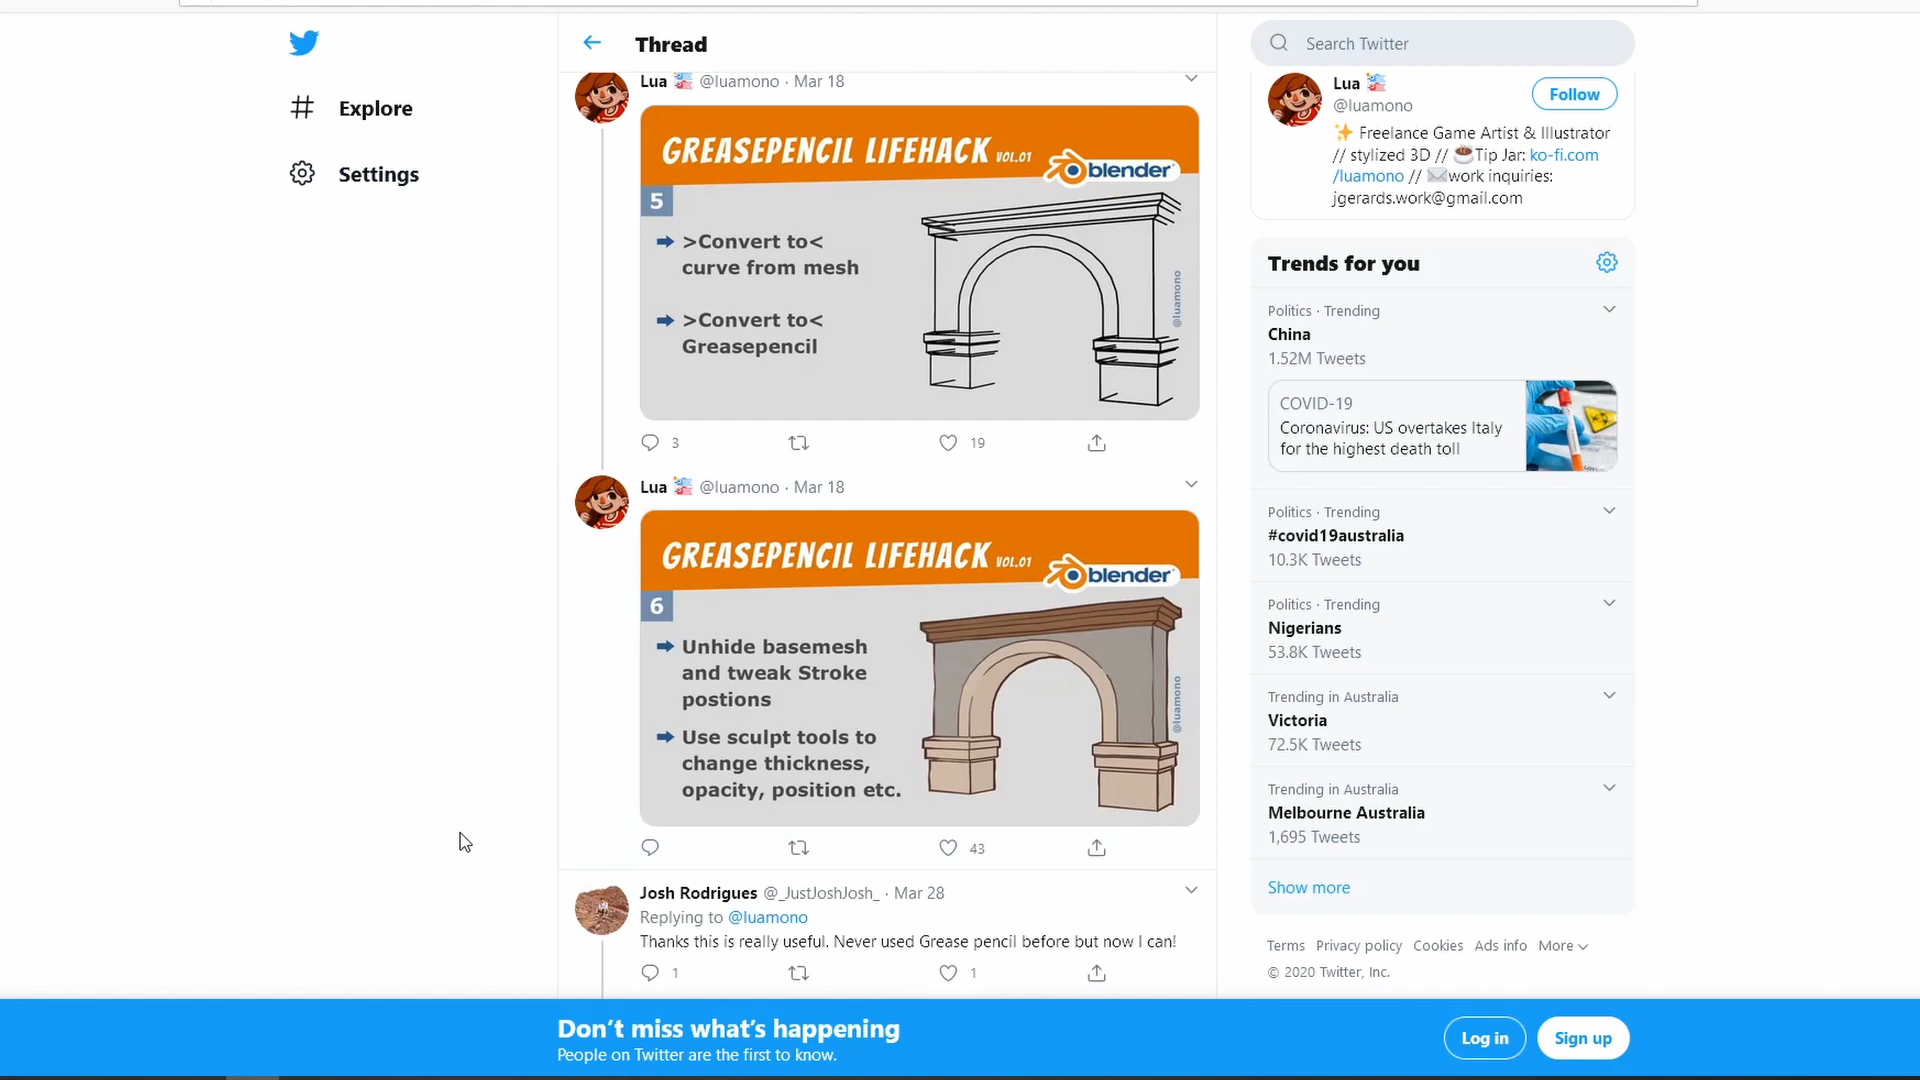 Explore
Settings
Thread
Lua @luamono · Mar 18
GREASEPENCIL LIFEHACK VOL.01
blender
5
>Convert to<
curve from mesh
>Convert to<
Greasepencil
@luamono
3
19
Lua @luamono · Mar 18
GREASEPENCIL LIFEHACK VOL.01
blender
6
Unhide basemesh
and tweak Stroke
postions
Use sculpt tools to
change thickness,
opacity, position etc.
@luamono
43
Josh Rodrigues @_JustJoshJosh_ · Mar 28
Replying to @luamono
Thanks this is really useful. Never used Grease pencil before but now I can!
1
1
Search Twitter
Lua
@luamono
Follow
Freelance Game Artist & Illustrator
// stylized 3D // Tip Jar: ko-fi.com
/luamono // work inquiries:
jgerards.work@gmail.com
Trends for you
Politics · Trending
China
1.52M Tweets
COVID-19
Coronavirus: US overtakes Italy
for the highest death toll
Politics · Trending
#covid19australia
10.3K Tweets
Politics · Trending
Nigerians
53.8K Tweets
Trending in Australia
Victoria
72.5K Tweets
Trending in Australia
Melbourne Australia
1,695 Tweets
Show more
Terms Privacy policy Cookies Ads info More
© 2020 Twitter, Inc.
Don't miss what's happening
People on Twitter are the first to know.
Log in
Sign up